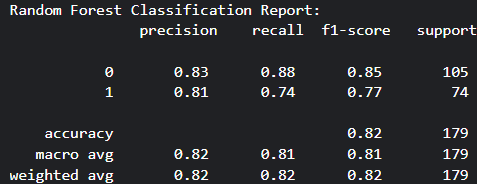 Random Forest Classification Report:
precision recall f1-score support
0 0.83 0.88 0.85 105
1 0.81 0.74 0.77 74
accuracy 0.82 179
macro avg 0.82 0.81 0.81 179
weighted avg 0.82 0.82 0.82 179